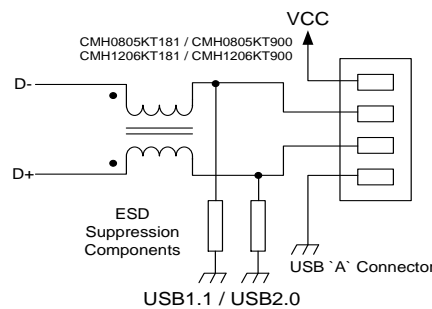 VCC
CMH0805KT181 / CMH0805KT900
CMH1206KT181 / CMH1206KT900
D-
D+
ESD
Suppression
Components
USB `A` Connector
USB1.1 / USB2.0